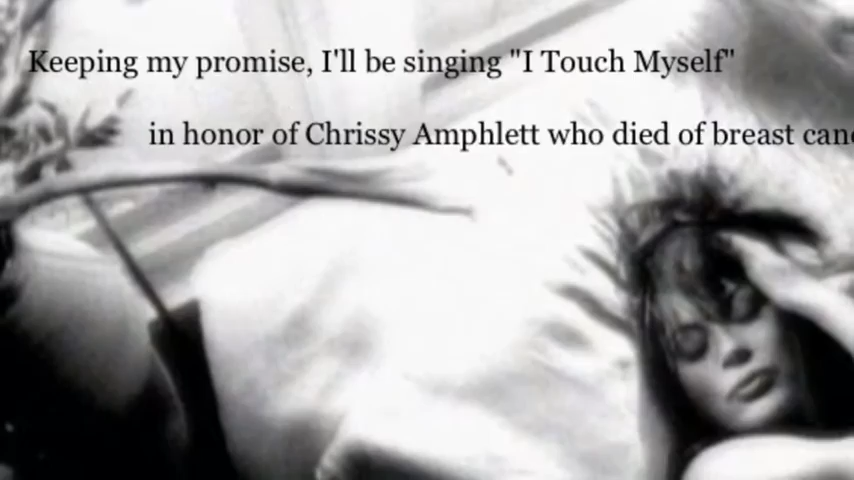 Keeping my promise, I'll be singing "I Touch Myself"
in honor of Chrissy Amphlett who died of breast